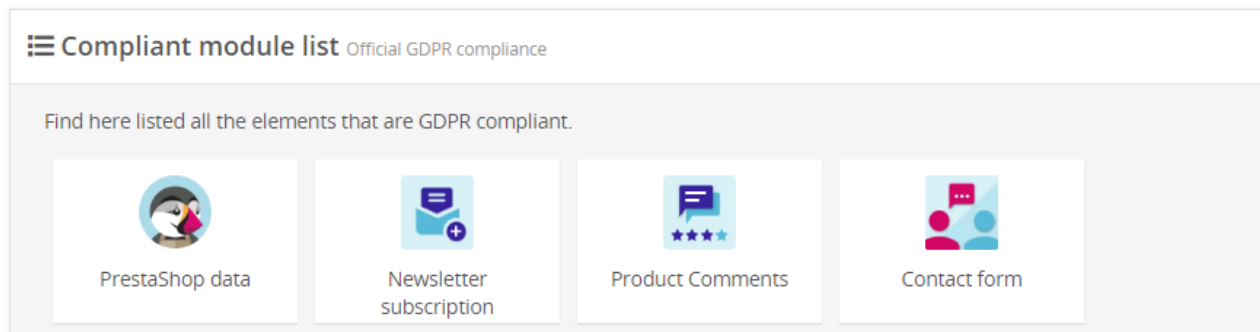 Compliant module list Official GDPR compliance
Find here listed all the elements that are GDPR compliant.
PrestaShop data
Newsletter
subscription
Product Comments
Contact form